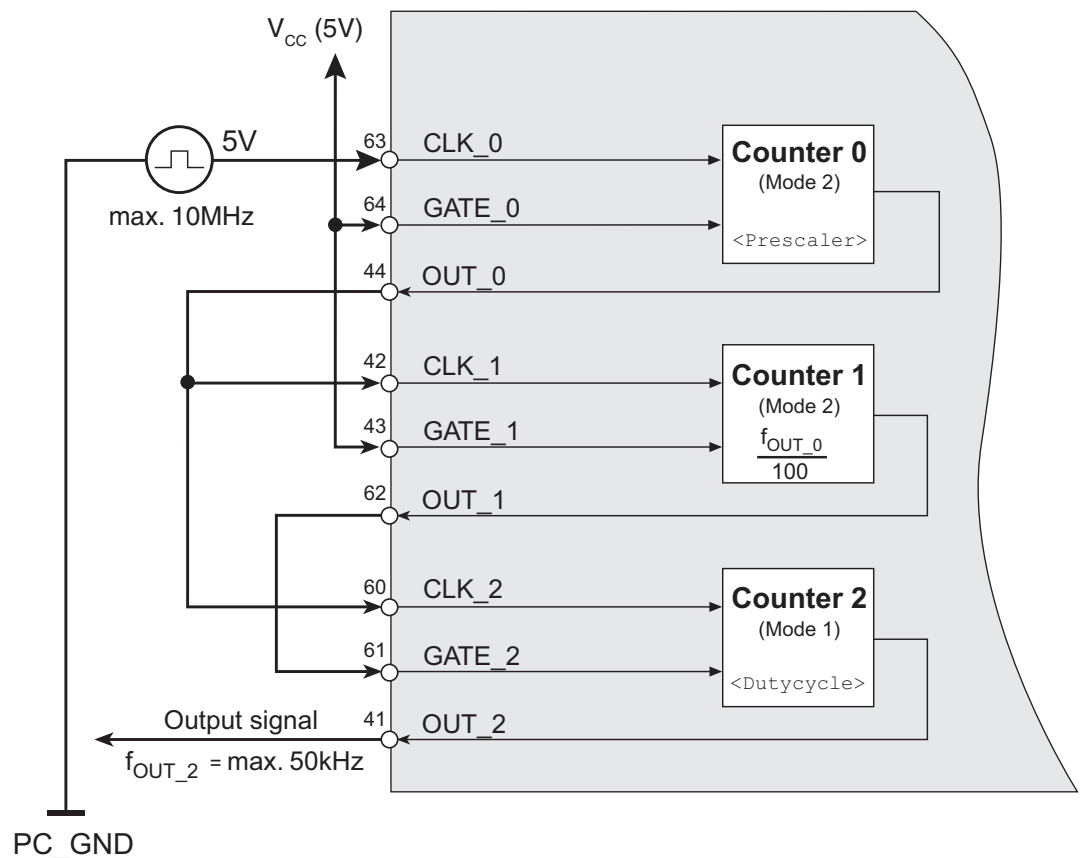 V_CC (5V)
5V
max. 10MHz
63 CLK_0
64 GATE_0
44 OUT_0
Counter 0
(Mode 2)
<Prescaler>
42 CLK_1
43 GATE_1
62 OUT_1
Counter 1
(Mode 2)
f_OUT_0
100
60 CLK_2
61 GATE_2
41 OUT_2
Counter 2
(Mode 1)
<Dutycycle>
Output signal
f_OUT_2 = max. 50kHz
PC_GND